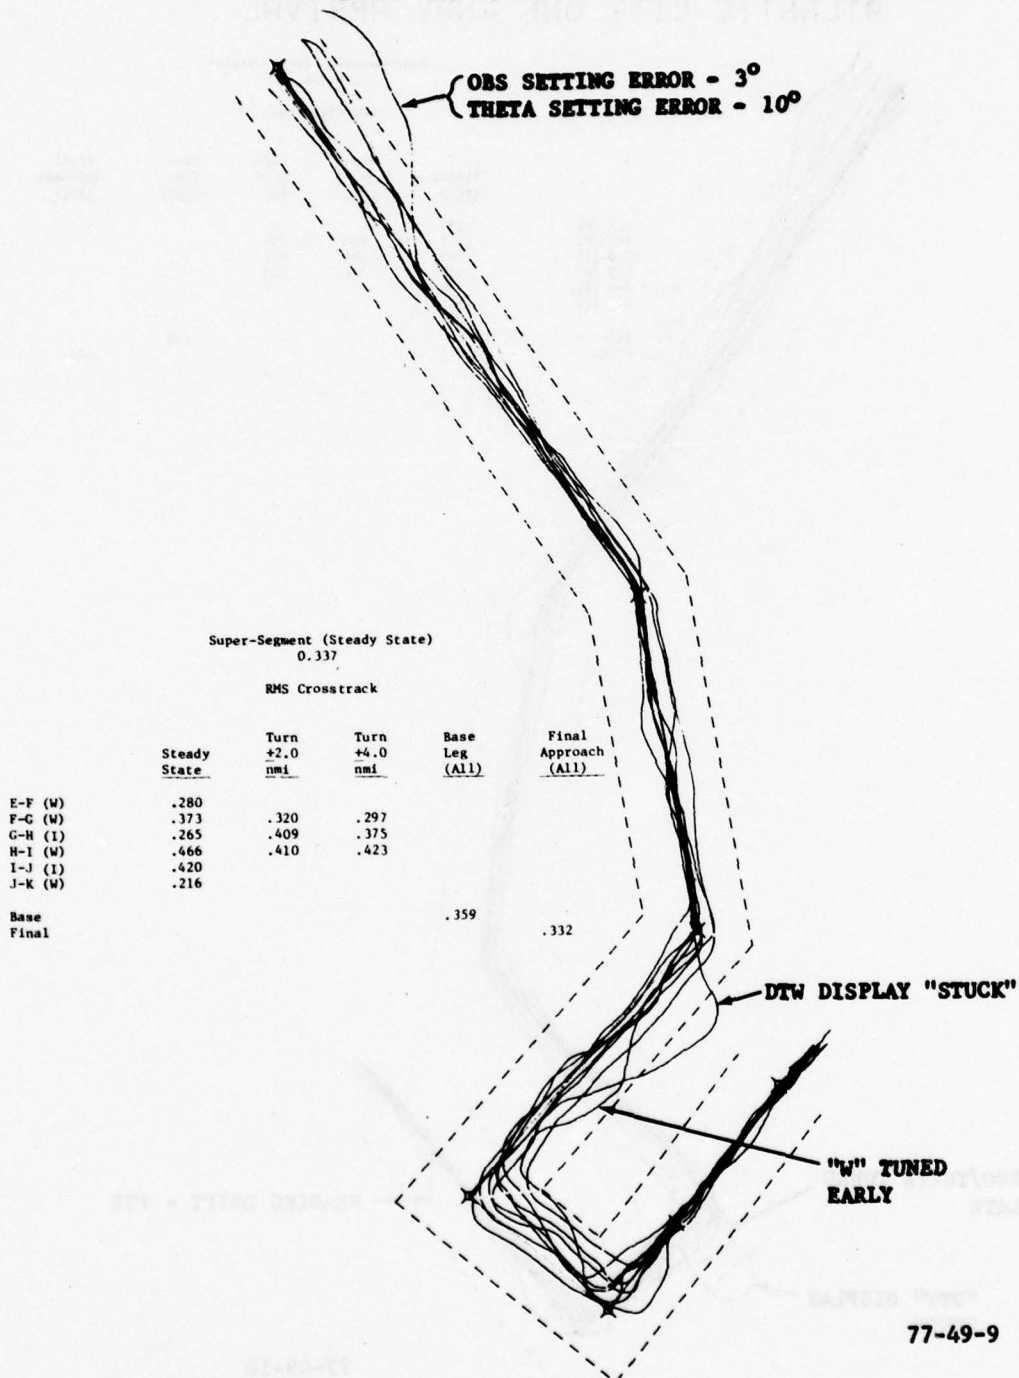 OBS SETTING ERROR - 3°
THETA SETTING ERROR - 10°
Super-Segment (Steady State)
0.337
RMS Crosstrack
Steady State Turn +2.0 nmi Turn +4.0 nmi Base Leg (All) Final Approach (All)
E-F (W) .280
F-G (W) .373 .320 .297
G-H (I) .265 .409 .375
H-I (W) .466 .410 .423
I-J (I) .420
J-K (W) .216
Base .359
Final .332
DTW DISPLAY "STUCK"
"W" TUNED
EARLY
77-49-9